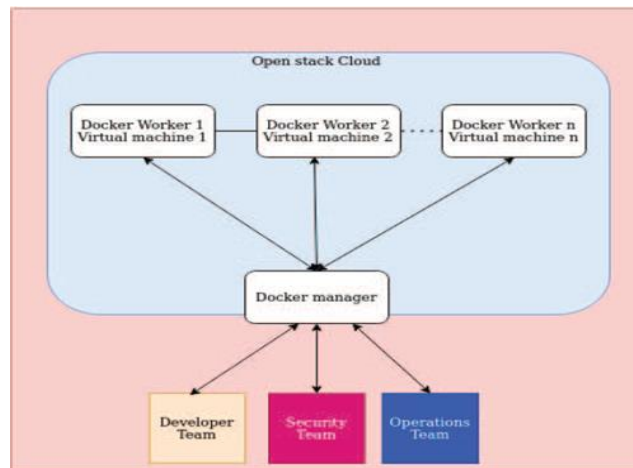 Open stack Cloud
Docker Worker 1
Virtual machine 1
Docker Worker 2
Virtual machine 2
Docker Worker n
Virtual machine n
Docker manager
Developer
Team
Security
Team
Operations
Team